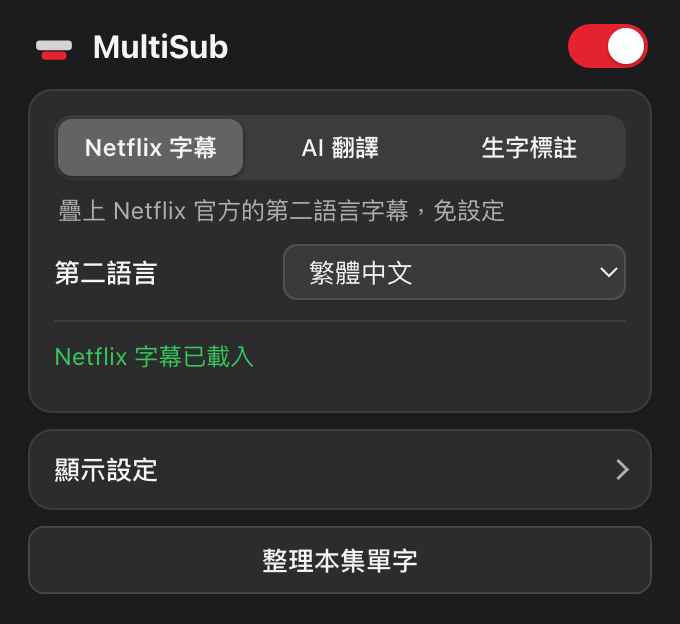 MultiSub
Netflix 字幕
AI 翻譯
生字標註
疊上 Netflix 官方的第二語言字幕，免設定
第二語言
繁體中文
Netflix 字幕已載入
顯示設定
整理本集單字